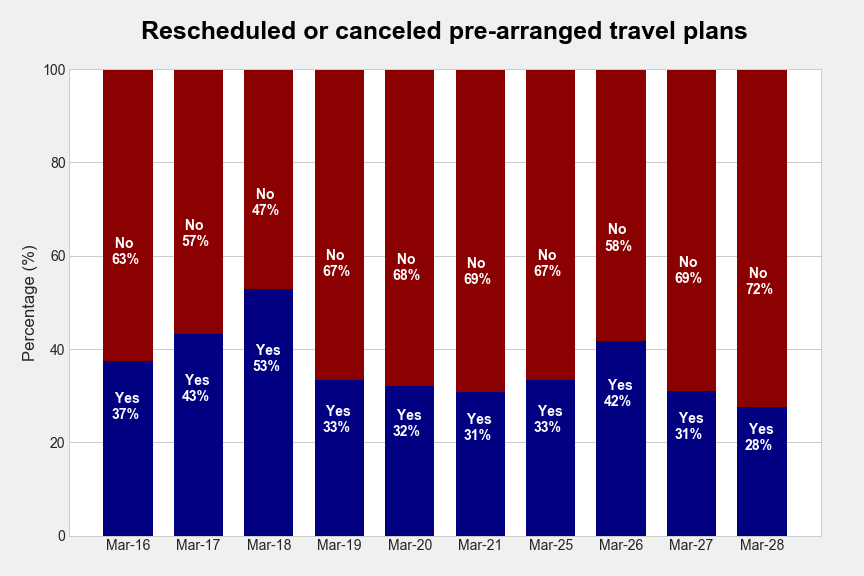 Rescheduled or canceled pre-arranged travel plans
Percentage (%)
100
80
60
40
20
0
No
63%
Yes
37%
No
57%
Yes
43%
No
47%
Yes
53%
No
67%
Yes
33%
No
68%
Yes
32%
No
69%
Yes
31%
No
67%
Yes
33%
No
58%
Yes
42%
No
69%
Yes
31%
No
72%
Yes
28%
Mar-16 Mar-17 Mar-18 Mar-19 Mar-20 Mar-21 Mar-25 Mar-26 Mar-27 Mar-28